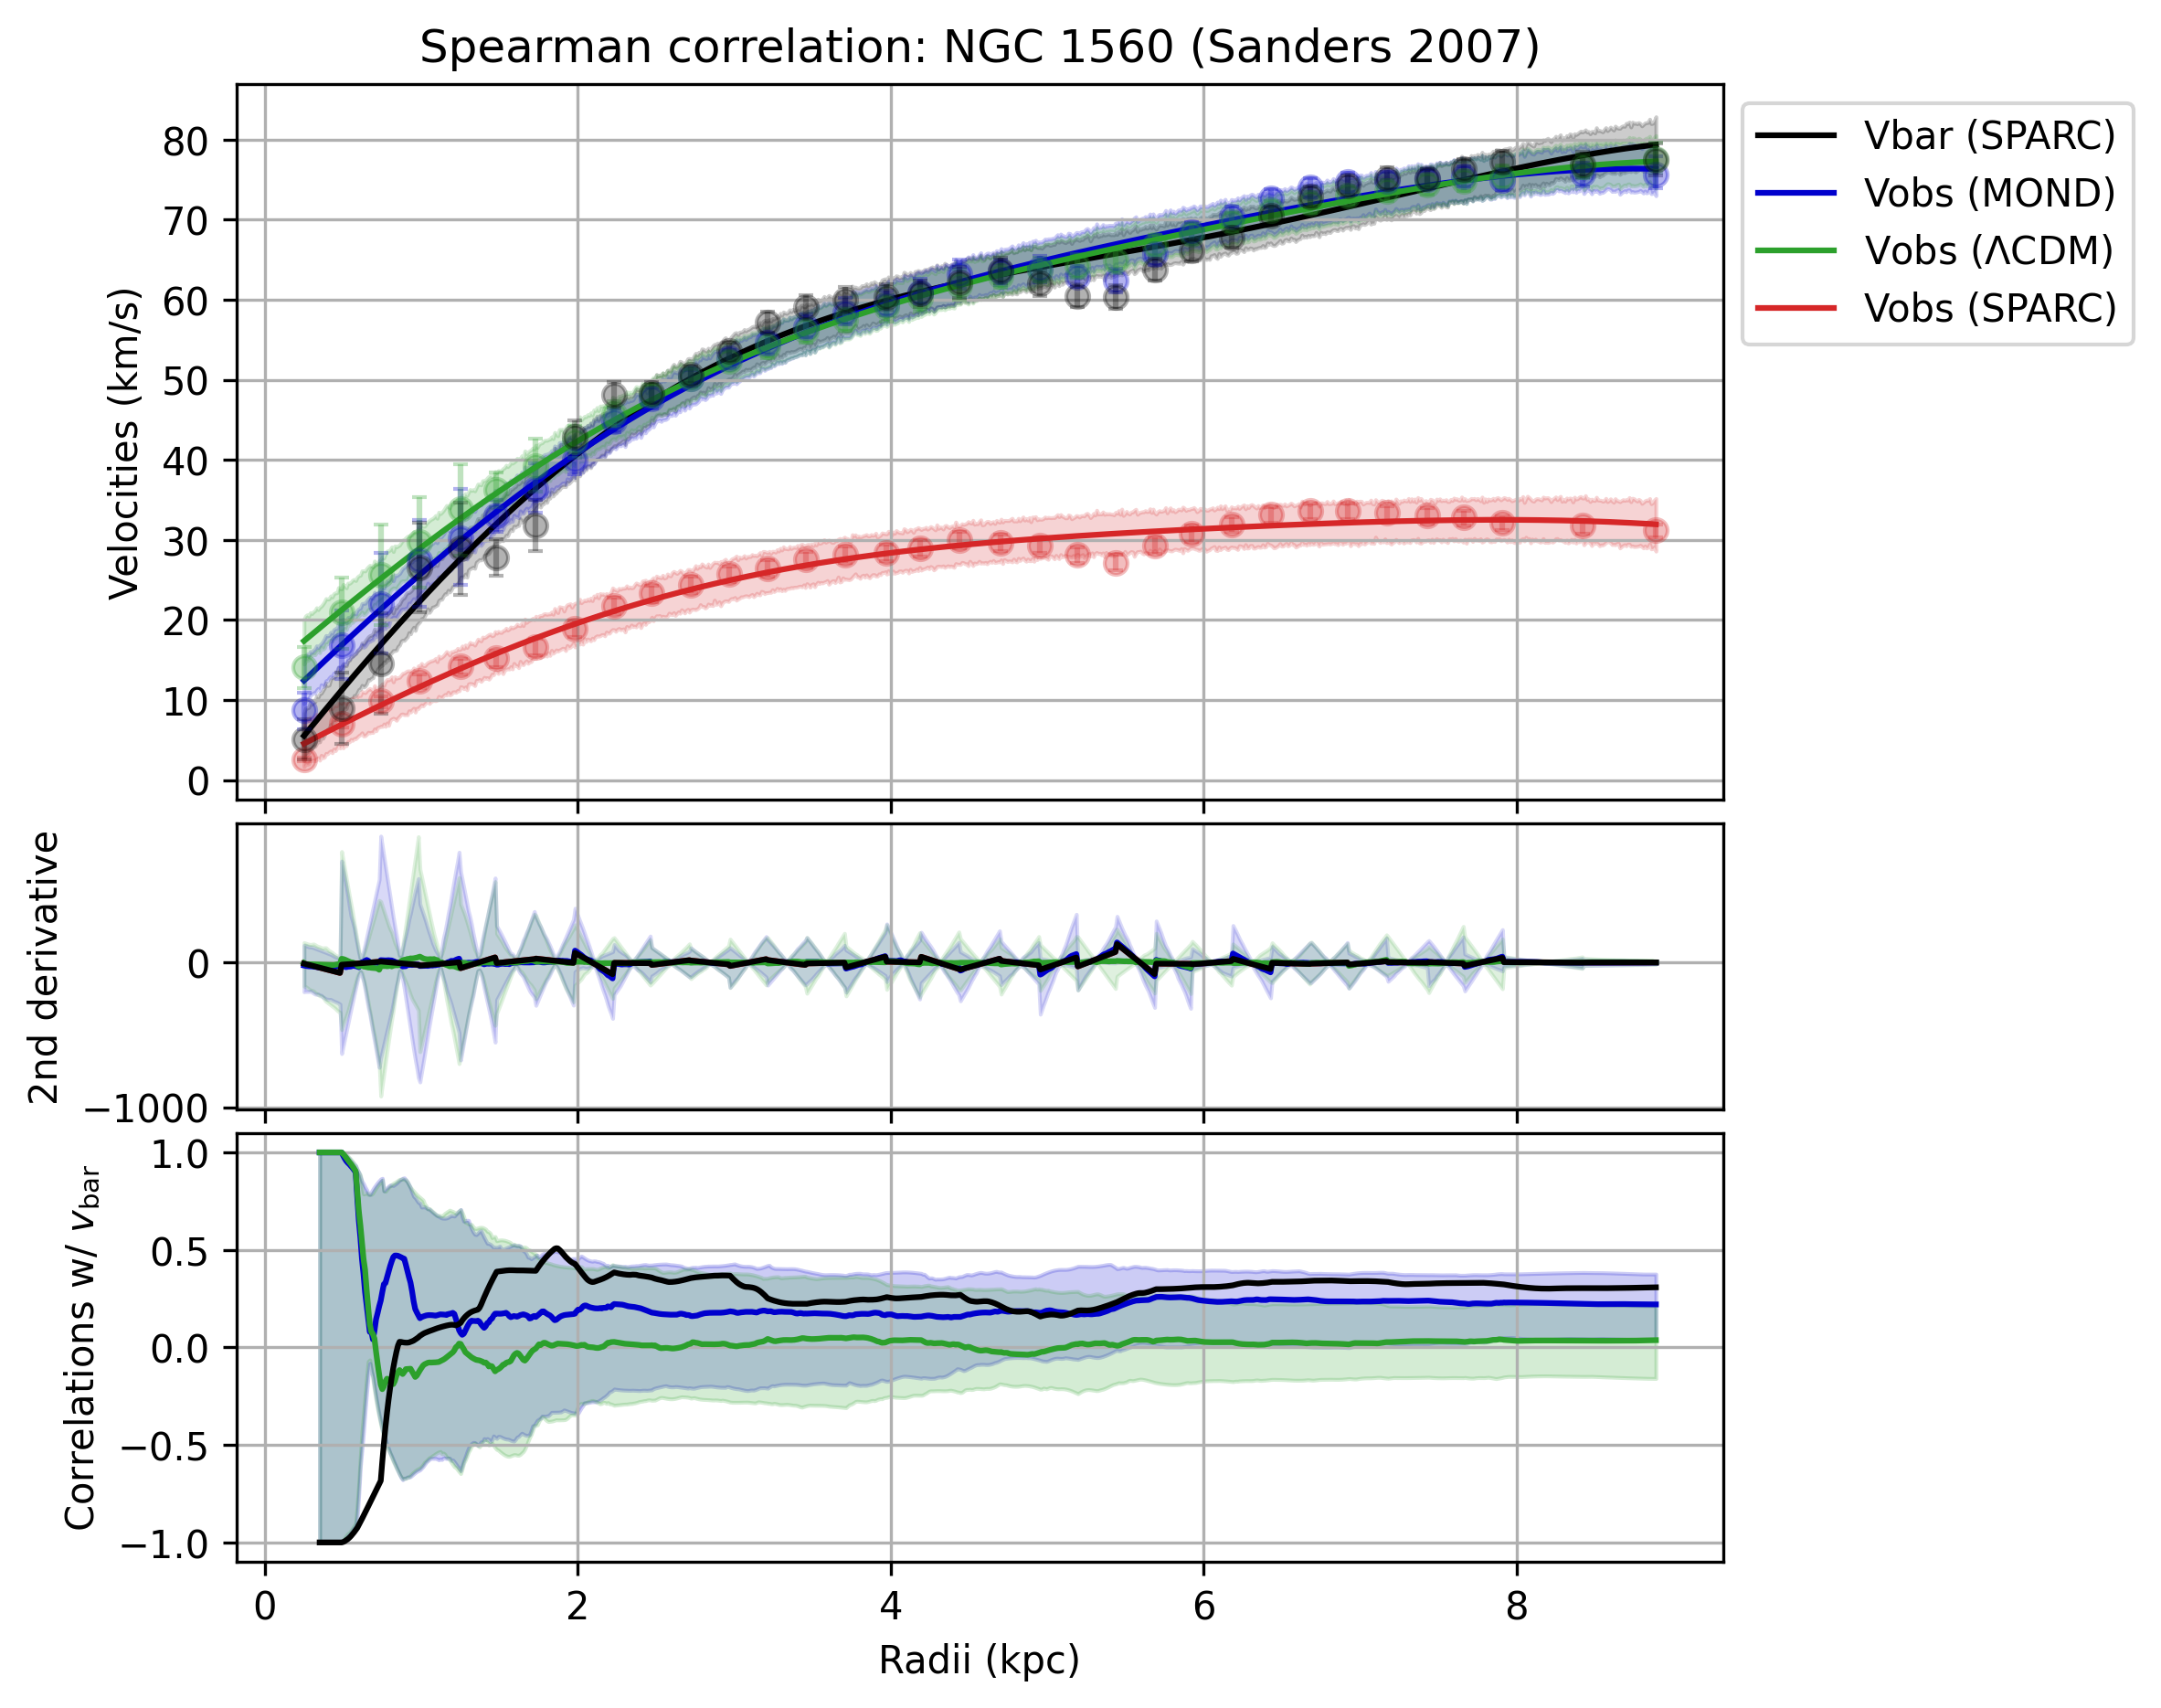 Spearman correlation: NGC 1560 (Sanders 2007)
Vbar (SPARC)
Vobs (MOND)
Vobs (ΛCDM)
Vobs (SPARC)
Velocities (km/s)
80
70
60
50
40
30
20
10
0
2nd derivative
0
−1000
Correlations w/ vbar
1.0
0.5
0.0
−0.5
−1.0
0 2 4 6 8
Radii (kpc)